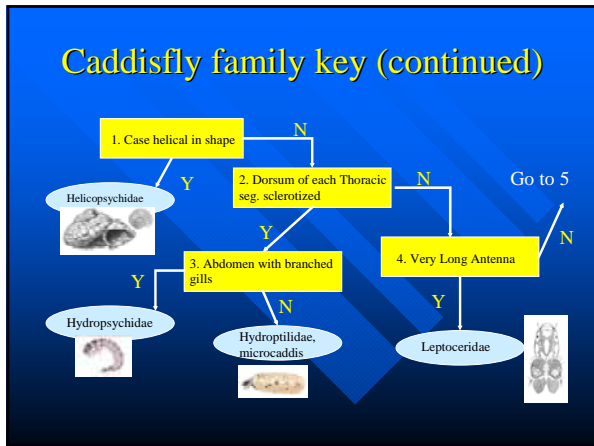 Caddisfly family key (continued)
1. Case helical in shape
N
Y
Helicopsychidae
2. Dorsum of each Thoracic
seg. sclerotized
N
Go to 5
Y
3. Abdomen with branched
gills
4. Very Long Antenna
N
Y
N
Y
Hydropsychidae
Hydroptilidae,
microcaddis
Leptoceridae